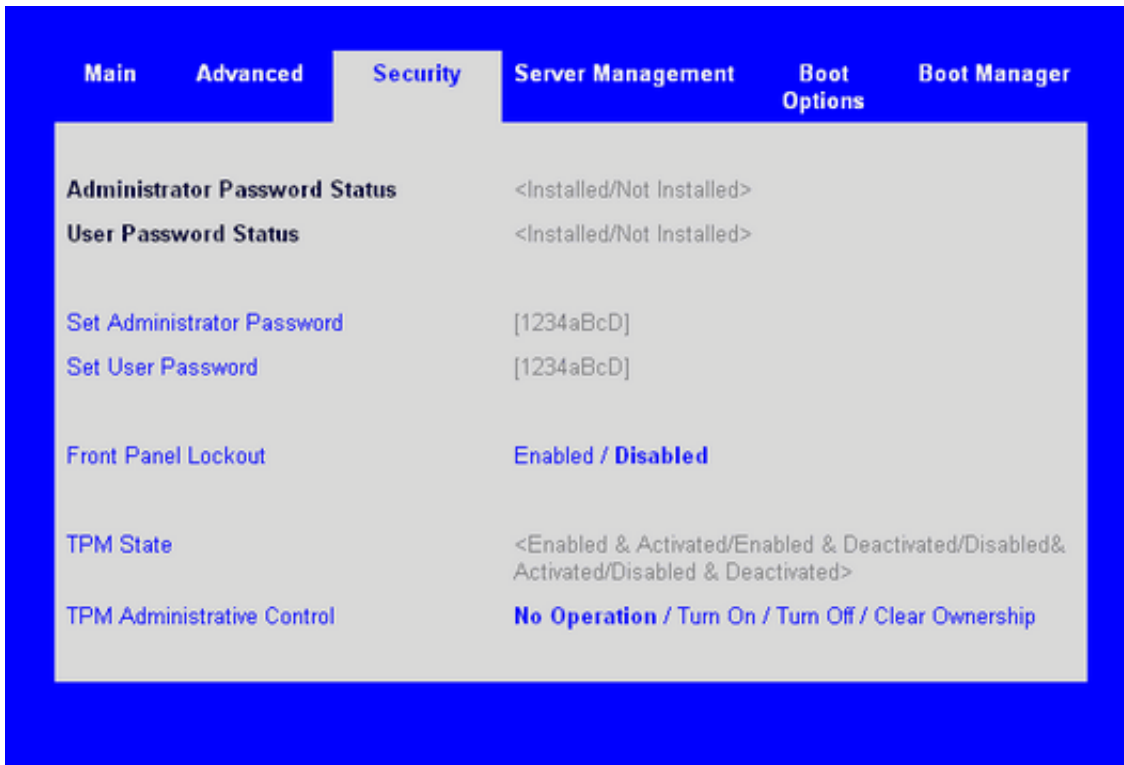 Main Advanced Security Server Management Boot Options Boot Manager
Administrator Password Status <Installed/Not Installed>
User Password Status <Installed/Not Installed>
Set Administrator Password [1234aBcD]
Set User Password [1234aBcD]
Front Panel Lockout Enabled / Disabled
TPM State <Enabled & Activated/Enabled & Deactivated/Disabled&
Activated/Disabled & Deactivated>
TPM Administrative Control No Operation / Turn On / Turn Off / Clear Ownership